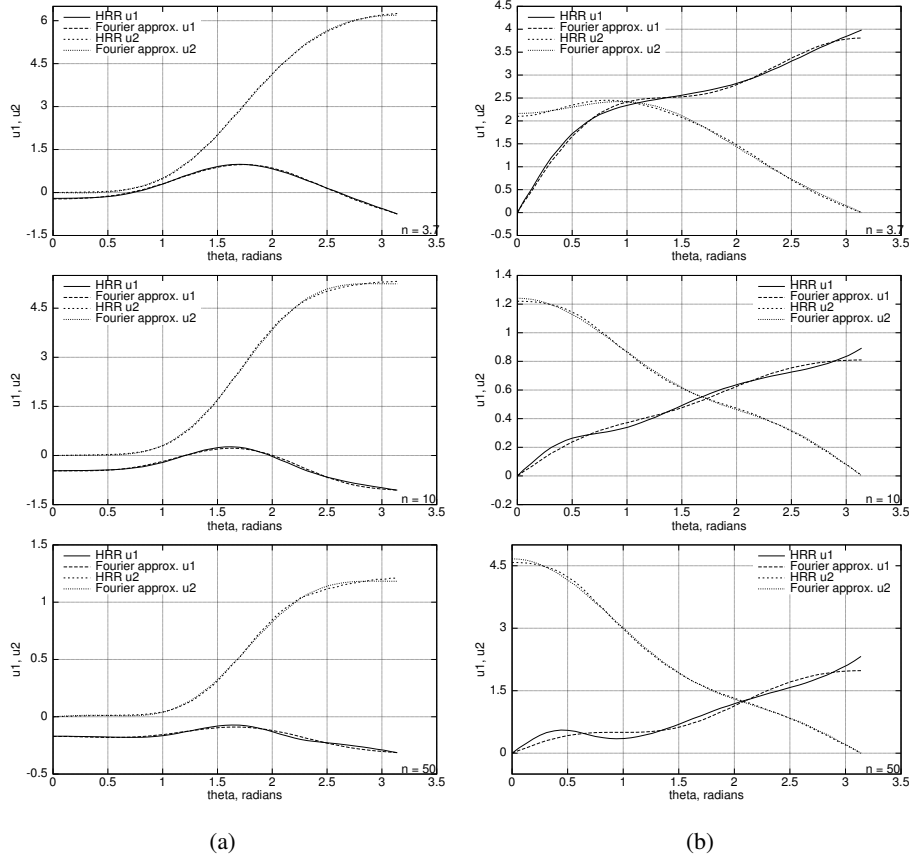 HRR u1
Fourier approx. u1
HRR u2
Fourier approx. u2
6
4.5
3
1.5
0
-1.5
0 0.5 1 1.5 2 2.5 3 3.5
u1, u2
theta, radians
n = 3.7
HRR u1
Fourier approx. u1
HRR u2
Fourier approx. u2
4.5
4
3.5
3
2.5
2
1.5
1
0.5
0
-0.5
0 0.5 1 1.5 2 2.5 3 3.5
u1, u2
theta, radians
n = 3.7
HRR u1
Fourier approx. u1
HRR u2
Fourier approx. u2
4.5
3
1.5
0
-1.5
0 0.5 1 1.5 2 2.5 3 3.5
u1, u2
theta, radians
n = 10
HRR u1
Fourier approx. u1
HRR u2
Fourier approx. u2
1.4
1.2
1
0.8
0.6
0.4
0.2
0
-0.2
0 0.5 1 1.5 2 2.5 3 3.5
u1, u2
theta, radians
n = 10
HRR u1
Fourier approx. u1
HRR u2
Fourier approx. u2
1.5
1
0.5
0
-0.5
0 0.5 1 1.5 2 2.5 3 3.5
u1, u2
theta, radians
n = 50
HRR u1
Fourier approx. u1
HRR u2
Fourier approx. u2
4.5
3
1.5
0
0 0.5 1 1.5 2 2.5 3 3.5
u1, u2
theta, radians
n = 50
(a)
(b)